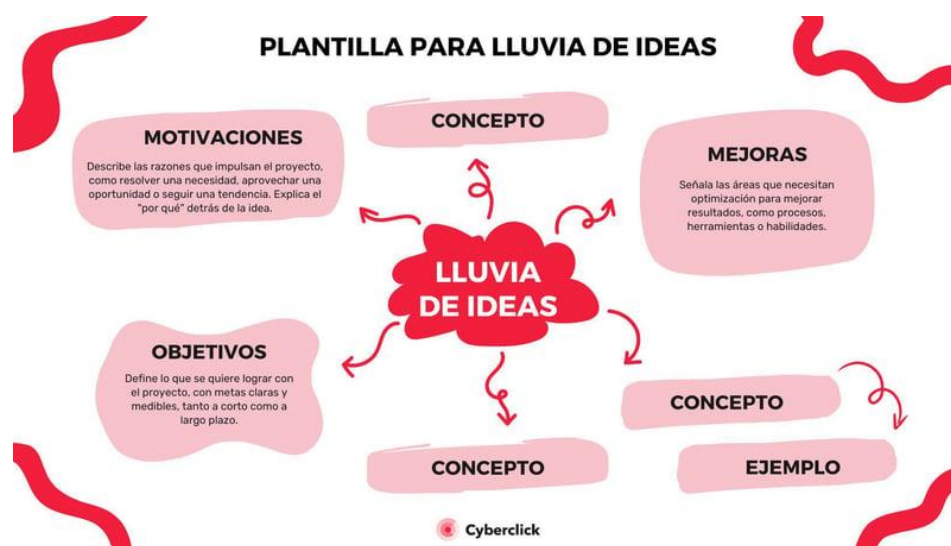 PLANTILLA PARA LLUVIA DE IDEAS
MOTIVACIONES
Describe las razones que impulsan el proyecto,
como resolver una necesidad, aprovechar una
oportunidad o seguir una tendencia. Explica el
"por qué" detrás de la idea.
CONCEPTO
MEJORAS
Señala las áreas que necesitan
optimización para mejorar
resultados, como procesos,
herramientas o habilidades.
LLUVIA
DE IDEAS
OBJETIVOS
Define lo que se quiere lograr con
el proyecto, con metas claras y
medibles, tanto a corto como a
largo plazo.
CONCEPTO
CONCEPTO
EJEMPLO
Cyberclick